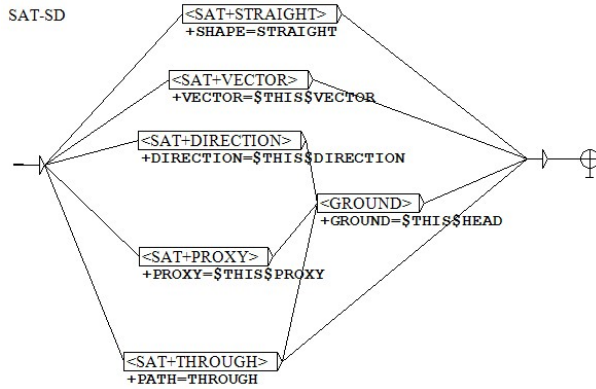 SAT-SD
<SAT+STRAIGHT>
+SHAPE=STRAIGHT
<SAT+VECTOR>
+VECTOR=$THIS$VECTOR
<SAT+DIRECTION>
+DIRECTION=$THIS$DIRECTION
<GROUND>
+GROUND=$THIS$HEAD
<SAT+PROXY>
+PROXY=$THIS$PROXY
<SAT+THROUGH>
+PATH=THROUGH